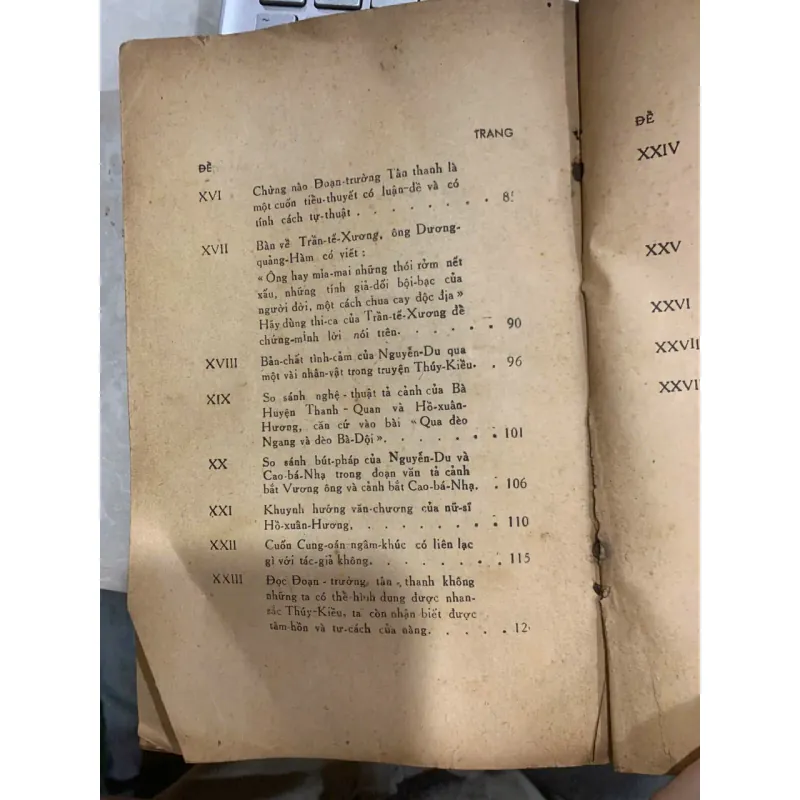 TRANG
ĐỀ
XVI Chứng nào Đoạn-trường Tân thanh là
một cuốn tiểu-thuyết có luận-đề và có
tính cách tự-thuật . . . . . . . .
XVII Bàn về Trần-tế-Xương, ông Dương-
quảng-Hàm có viết :
« Ông hay mỉa-mai những thói rởm nết
xấu, những tính giả-dối bội-bạc của
người đời, một cách chua cay độc địa »
Hãy dùng thi-ca của Trần-tế-Xương để
chứng-minh lời nói trên. . . . . . 90
XVIII Bản-chất tình-cảm của Nguyễn-Du qua
một vài nhân-vật trong truyện Thúy-Kiều. . 96
XIX So sánh nghệ-thuật tả cảnh của Bà
Huyện Thanh-Quan và Hồ-xuân-
Hương, căn cứ vào bài « Qua đèo
Ngang và đèo Bà-Dội ». . . . . . . 101
XX So sánh bút-pháp của Nguyễn-Du và
Cao-bá-Nhạ trong đoạn văn tả cảnh
bắt Vương ông và cảnh bắt Cao-bá-Nhạ. . 106
XXI Khuynh hướng văn-chương của nữ-sĩ
Hồ-xuân-Hương, . . . . . . . . 110
XXII Cuốn Cung-oán ngâm-khúc có liên lạc
gì với tác-giả không. . . . . . . 115
XXIII Đọc Đoạn-trường, tân-thanh không
những ta có thể hình dung được nhan-
sắc Thúy-Kiều, ta còn nhận biết được
tâm-hồn và tư-cách của nàng. . . . .
ĐỀ
XXIV
XXV
XXVI
XXVII